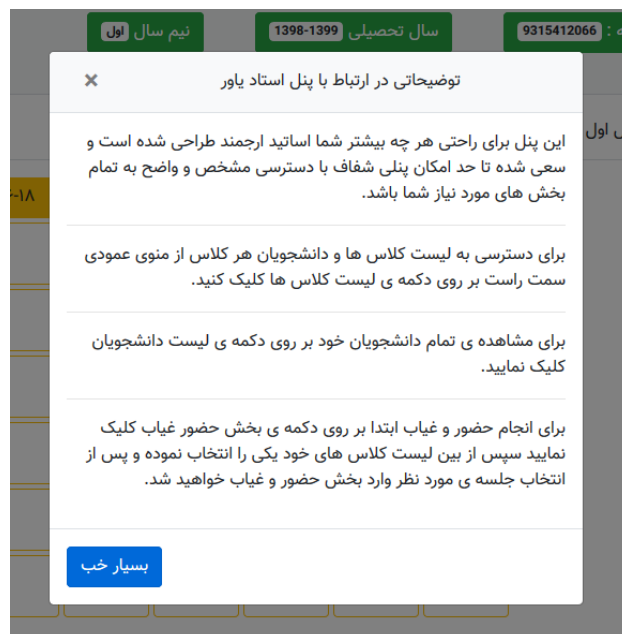 ه : 9315412066
سال تحصیلی 1399-1398
نیم سال اول
توضیحاتی در ارتباط با پنل استاد یاور
×
ل اول
این پنل برای راحتی هر چه بیشتر شما اساتید ارجمند طراحی شده است و
سعی شده تا حد امکان پنلی شفاف با دسترسی مشخص و واضح به تمام
بخش های مورد نیاز شما باشد.
برای دسترسی به لیست کلاس ها و دانشجویان هر کلاس از منوی عمودی
سمت راست بر روی دکمه ی لیست کلاس ها کلیک کنید.
برای مشاهده ی تمام دانشجویان خود بر روی دکمه ی لیست دانشجویان
کلیک نمایید.
برای انجام حضور و غیاب ابتدا بر روی دکمه ی بخش حضور غیاب کلیک
نمایید سپس از بین لیست کلاس های خود یکی را انتخاب نموده و پس از
انتخاب جلسه ی مورد نظر وارد بخش حضور و غیاب خواهید شد.
بسیار خب